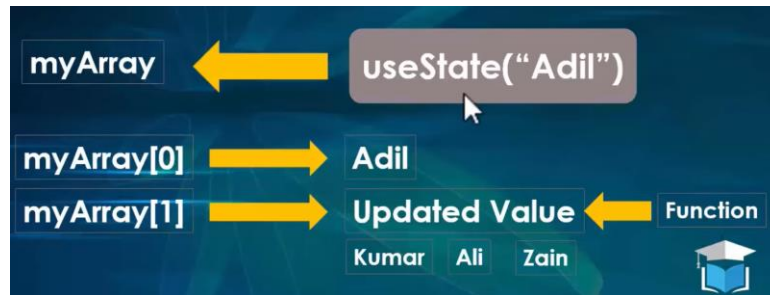 myArray useState(“Adil”)
myArray[0] Adil
myArray[1] Updated Value Function
Kumar Ali Zain